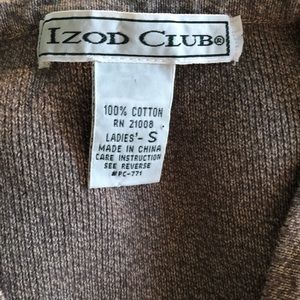 IZOD CLUB®
100% COTTON
RN 21008
LADIES'- S
MADE IN CHINA
CARE INSTRUCTION
SEE REVERSE
#PC-771